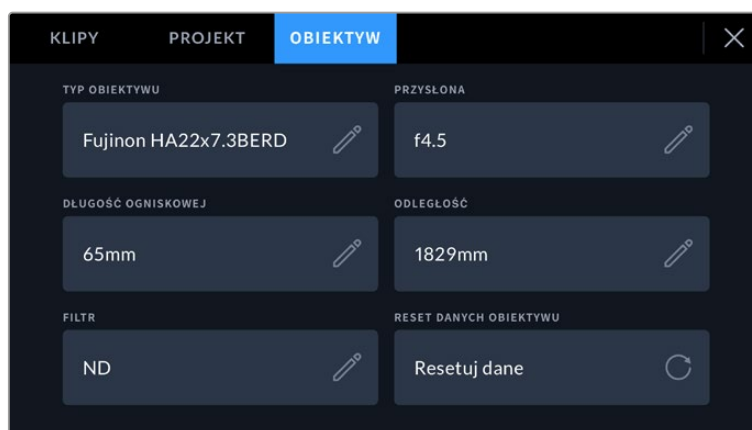 KLIPY PROJEKT OBIEKTYW
TYP OBIEKTYWU PRZYSŁONA
Fujinon HA22x7.3BERD f4.5
DŁUGOŚĆ OGNISKOWEJ ODLEGŁOŚĆ
65mm 1829mm
FILTR RESET DANYCH OBIEKTYWU
ND Resetuj dane